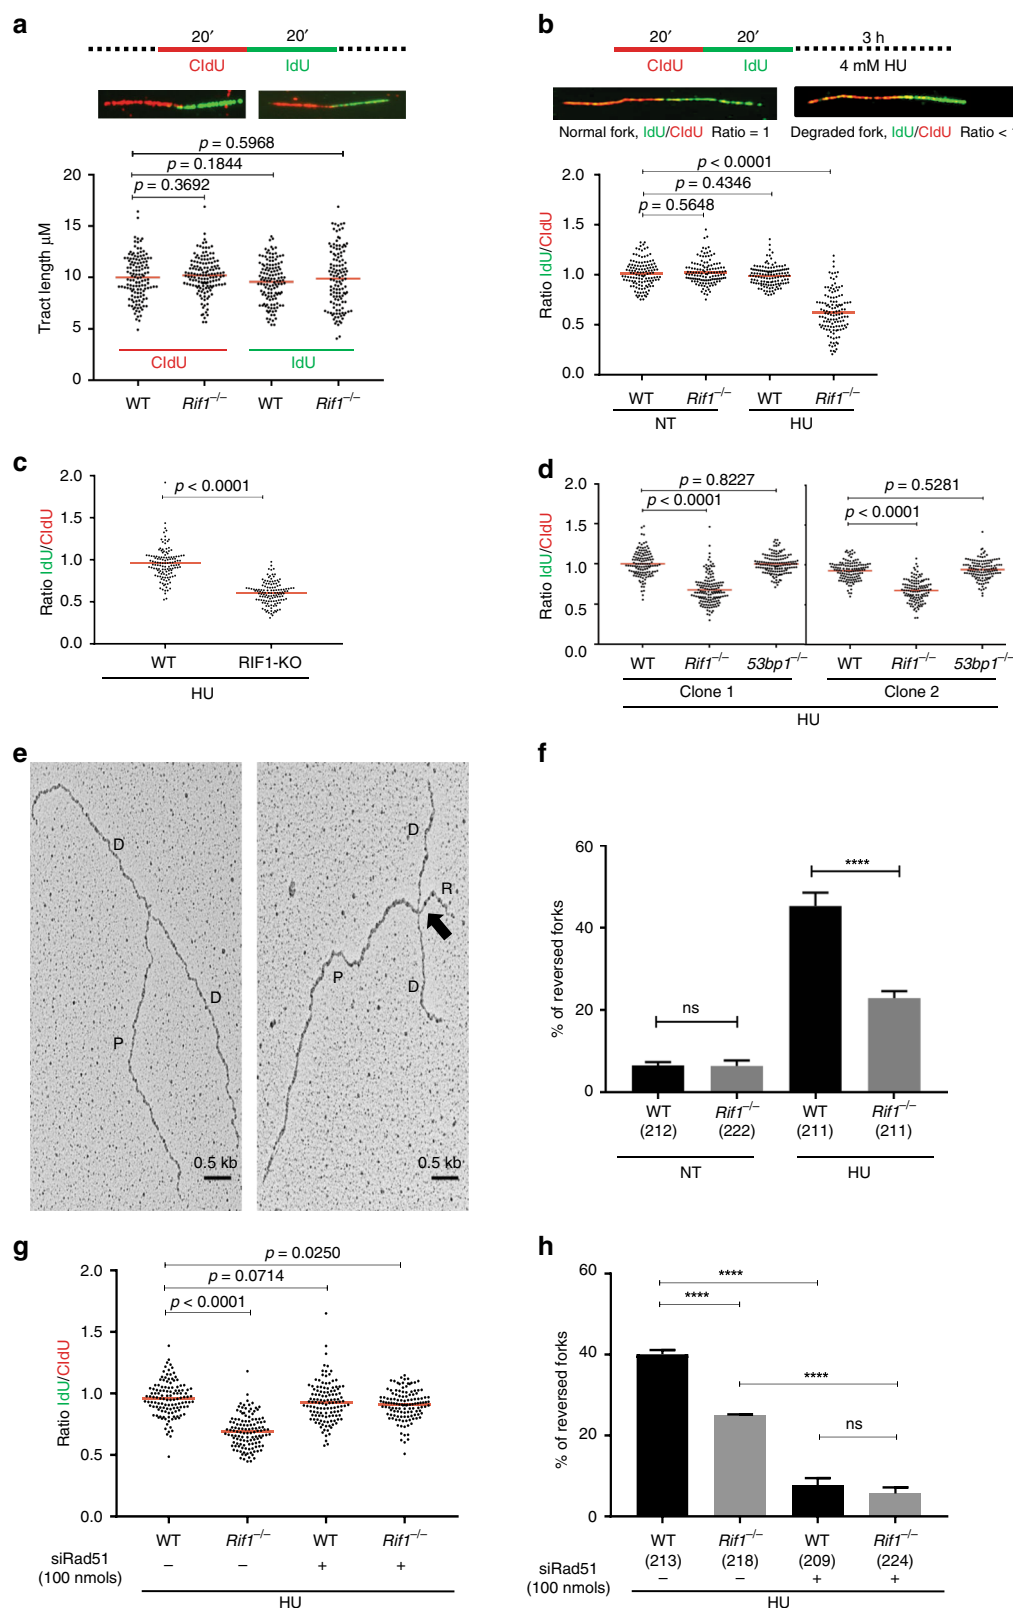 a
20′ 20′
CldU IdU
p = 0.5968
p = 0.1844
p = 0.3692
20
15
10
5
0
Tract length µM
CldU IdU
WT Rif1–/– WT Rif1–/–
b
20′ 20′ 3 h
CldU IdU 4 mM HU
Normal fork, IdU/CldU Ratio = 1
Degraded fork, IdU/CldU Ratio < 1
p < 0.0001
p = 0.4346
p = 0.5648
2.0
1.5
1.0
0.5
0.0
Ratio IdU/CldU
WT Rif1–/– WT Rif1–/–
NT HU
c
p < 0.0001
2.0
1.5
1.0
0.5
0.0
Ratio IdU/CldU
WT RIF1-KO
HU
d
p = 0.8227
p < 0.0001
p = 0.5281
p < 0.0001
2.0
1.5
1.0
0.5
0.0
Ratio IdU/CldU
WT Rif1–/– 53bp1–/– WT Rif1–/– 53bp1–/–
Clone 1 Clone 2
HU
e
D
P
D
0.5 kb
D
R
P
D
0.5 kb
f
60
40
20
0
% of reversed forks
ns
****
WT Rif1–/– WT Rif1–/–
(212) (222) (211) (211)
NT HU
g
p = 0.0250
p = 0.0714
p < 0.0001
2.0
1.5
1.0
0.5
0.0
Ratio IdU/CldU
WT Rif1–/– WT Rif1–/–
siRad51 – – + +
(100 nmols)
HU
h
60
40
20
0
% of reversed forks
****
****
****
ns
WT Rif1–/– WT Rif1–/–
(213) (218) (209) (224)
siRad51 – – + +
(100 nmols)
HU